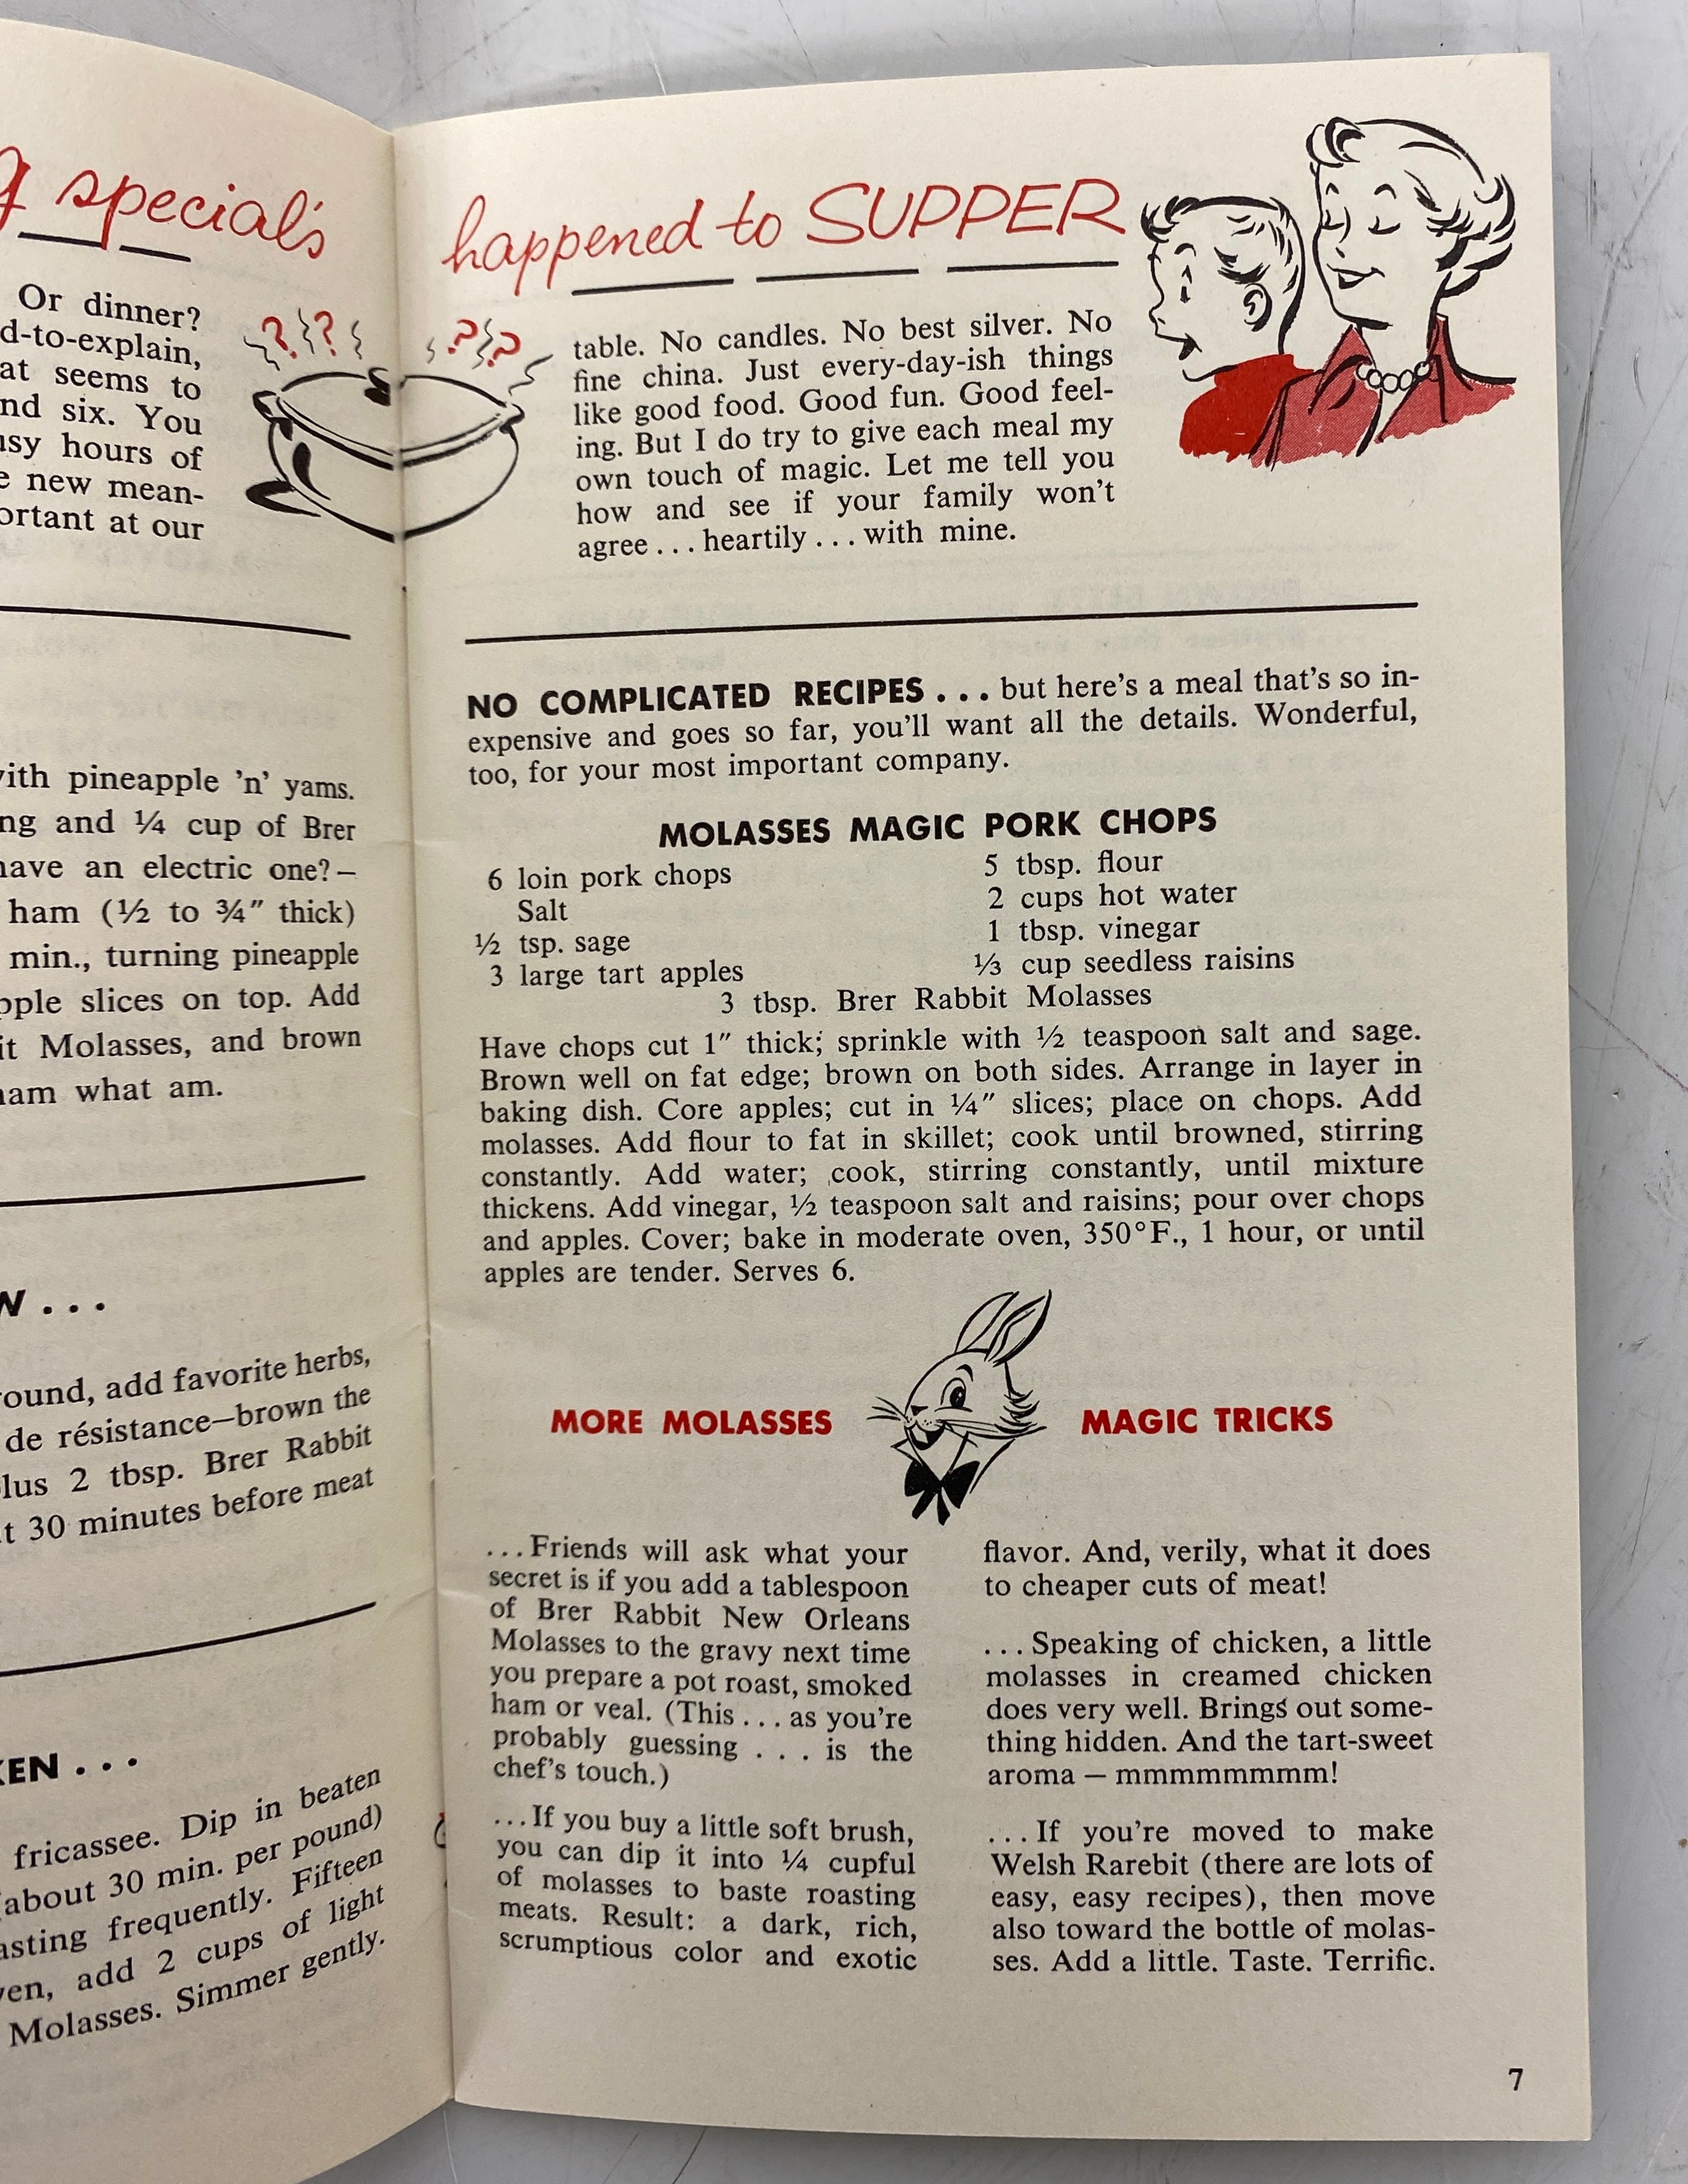 special's
Or dinner?
d-to-explain,
at seems to
nd six. You
usy hours of
e new mean-
ortant at our
with pineapple 'n' yams.
ng and ¼ cup of Brer
have an electric one?—
ham (½ to ¾" thick)
min., turning pineapple
pple slices on top. Add
it Molasses, and brown
ham what am.
W . . .
round, add favorite herbs,
de résistance—brown the
plus 2 tbsp. Brer Rabbit
t 30 minutes before meat
KEN . . .
fricassee. Dip in beaten
(about 30 min. per pound)
asting frequently. Fifteen
ven, add 2 cups of light
Molasses. Simmer gently.
happened to SUPPER
?? ??
table. No candles. No best silver. No
fine china. Just every-day-ish things
like good food. Good fun. Good feel-
ing. But I do try to give each meal my
own touch of magic. Let me tell you
how and see if your family won't
agree . . . heartily . . . with mine.
NO COMPLICATED RECIPES . . . but here's a meal that's so in-
expensive and goes so far, you'll want all the details. Wonderful,
too, for your most important company.
MOLASSES MAGIC PORK CHOPS
6 loin pork chops
Salt
½ tsp. sage
3 large tart apples
5 tbsp. flour
2 cups hot water
1 tbsp. vinegar
⅓ cup seedless raisins
3 tbsp. Brer Rabbit Molasses
Have chops cut 1" thick; sprinkle with ½ teaspoon salt and sage.
Brown well on fat edge; brown on both sides. Arrange in layer in
baking dish. Core apples; cut in ¼" slices; place on chops. Add
molasses. Add flour to fat in skillet; cook until browned, stirring
constantly. Add water; cook, stirring constantly, until mixture
thickens. Add vinegar, ½ teaspoon salt and raisins; pour over chops
and apples. Cover; bake in moderate oven, 350°F., 1 hour, or until
apples are tender. Serves 6.
MORE MOLASSES MAGIC TRICKS
. . . Friends will ask what your
secret is if you add a tablespoon
of Brer Rabbit New Orleans
Molasses to the gravy next time
you prepare a pot roast, smoked
ham or veal. (This . . . as you're
probably guessing . . . is the
chef's touch.)
. . . If you buy a little soft brush,
you can dip it into ¼ cupful
of molasses to baste roasting
meats. Result: a dark, rich,
scrumptious color and exotic
flavor. And, verily, what it does
to cheaper cuts of meat!
. . . Speaking of chicken, a little
molasses in creamed chicken
does very well. Brings out some-
thing hidden. And the tart-sweet
aroma — mmmmmmmm!
. . . If you're moved to make
Welsh Rarebit (there are lots of
easy, easy recipes), then move
also toward the bottle of molas-
ses. Add a little. Taste. Terrific.
7